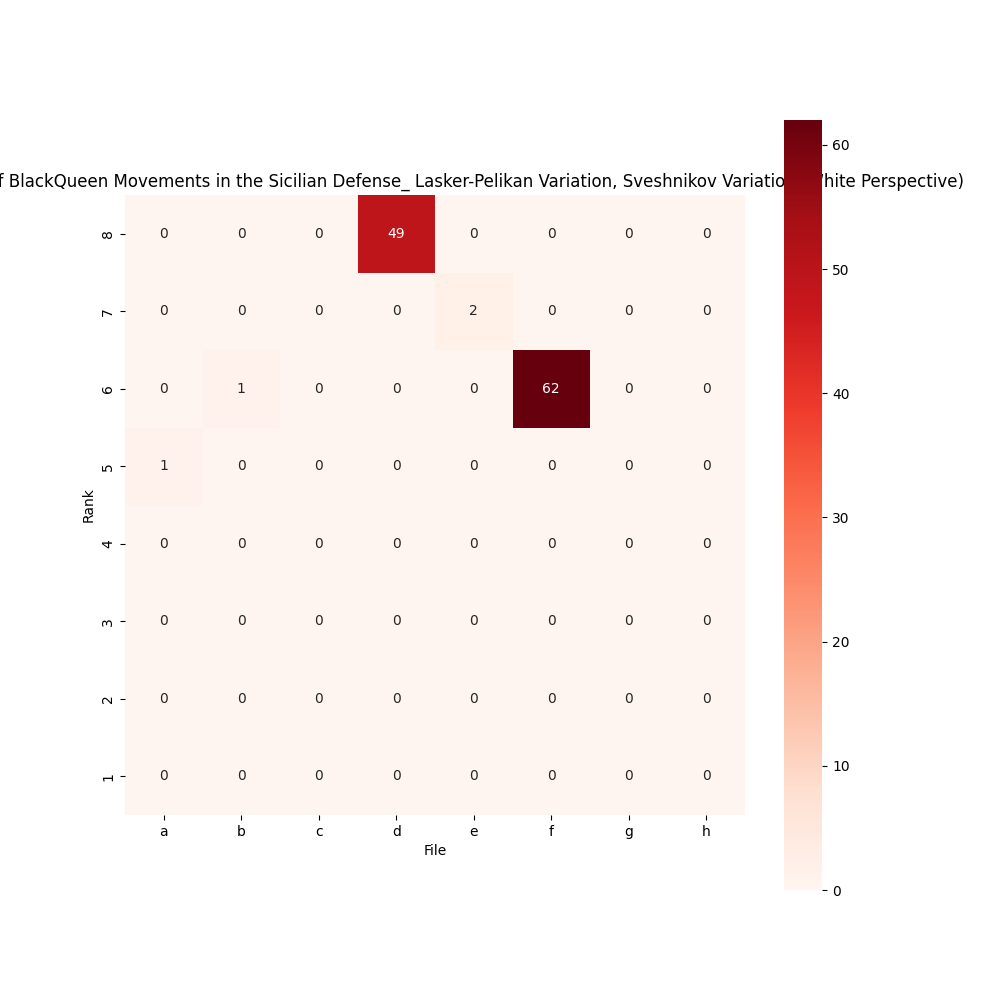 BlackQueen Movements in the Sicilian Defense_ Lasker-Pelikan Variation, Sveshnikov Perspective)
60
8 0 0 0 49 0 0 0 0
50
7 0 0 0 0 2 0 0 0
6 0 1 0 0 0 62 0 0
40
5 1 0 0 0 0 0 0 0
Rank
30
4 0 0 0 0 0 0 0 0
3 0 0 0 0 0 0 0 0
20
2 0 0 0 0 0 0 0 0
10
1 0 0 0 0 0 0 0 0
a b c d e f g h
File
0